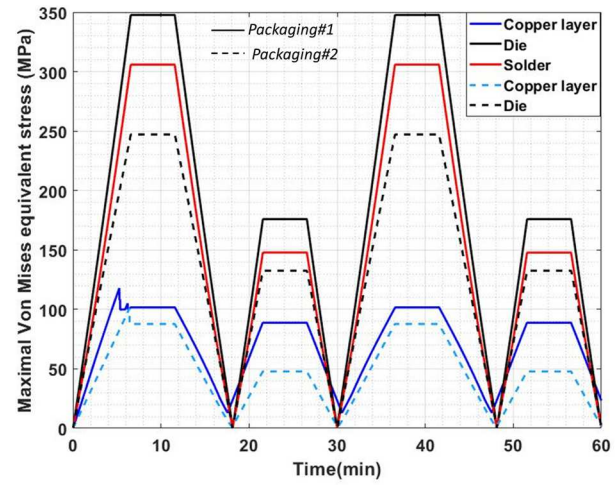 Maximal Von Mises equivalent stress (MPa)
350
300
250
200
150
100
50
0
Packaging#1
Packaging#2
Copper layer
Die
Solder
Copper layer
Die
0
10
20
30
40
50
60
Time(min)